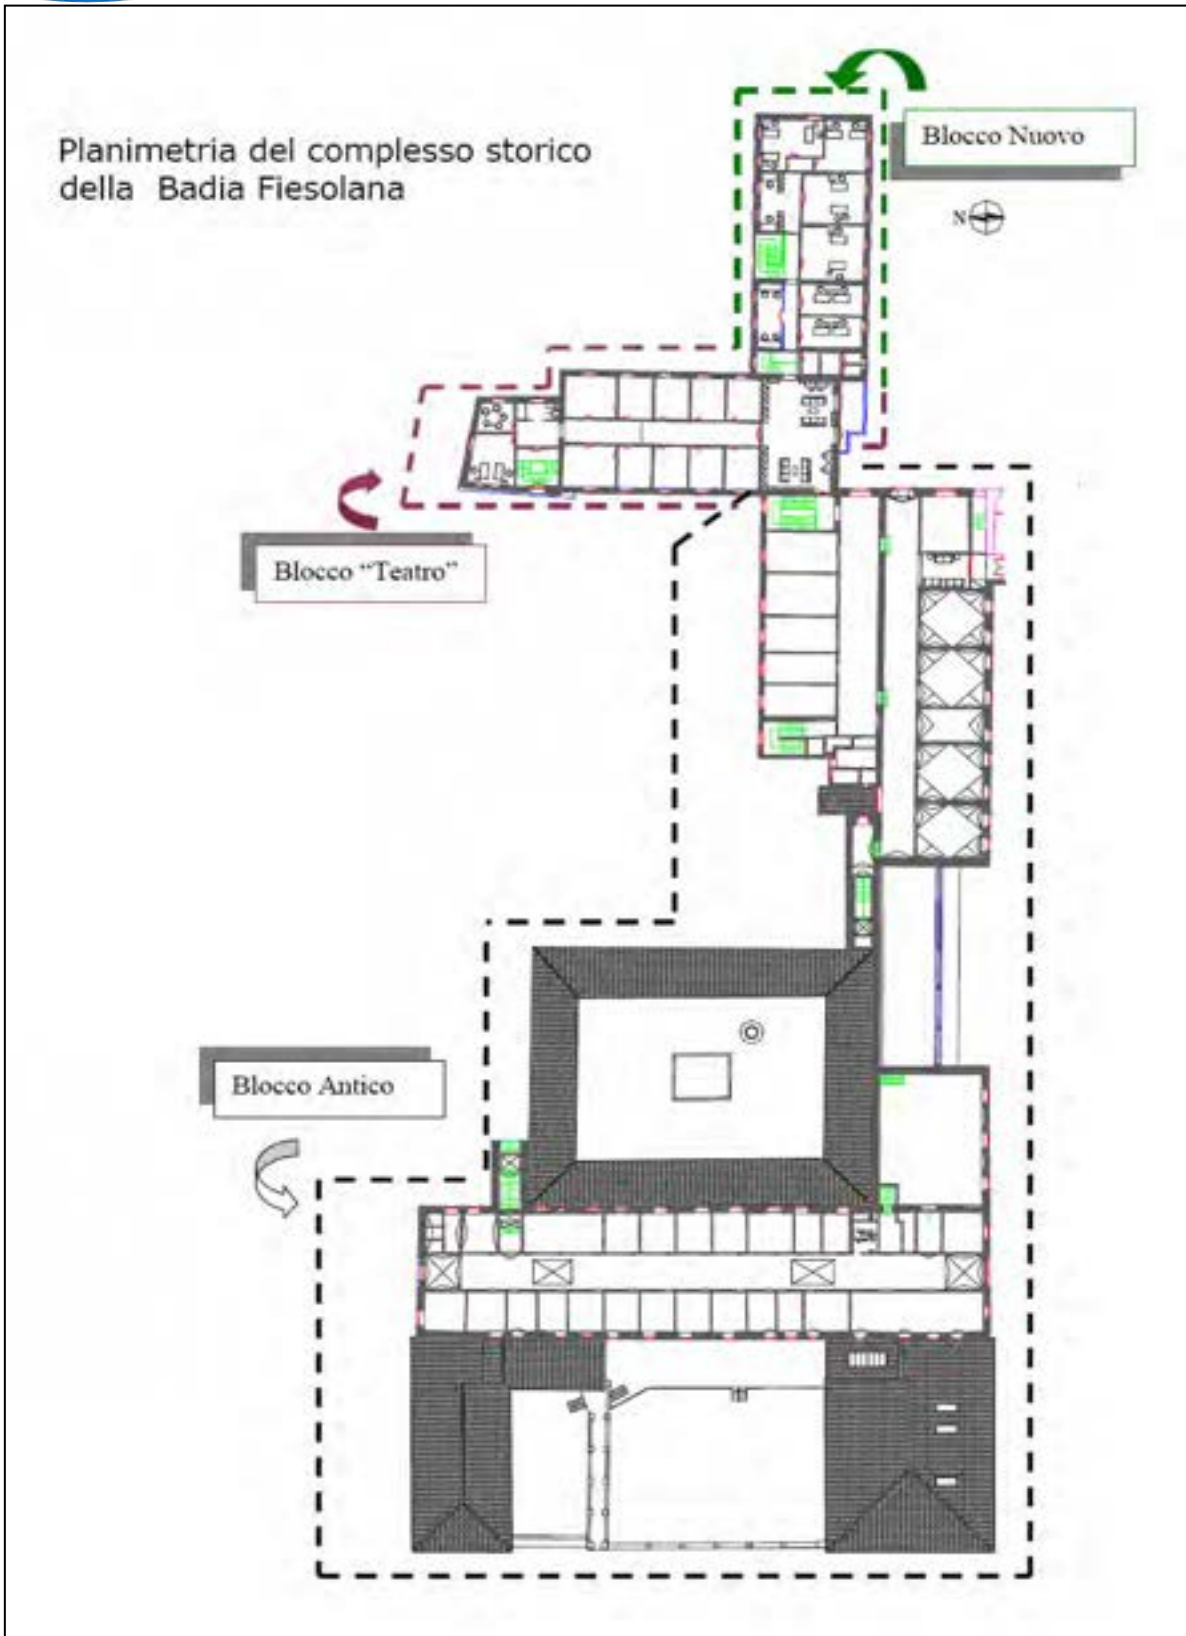 Planimetria del complesso storico
della Badia Fiesolana
Blocco Nuovo
N
Blocco “Teatro”
Blocco Antico